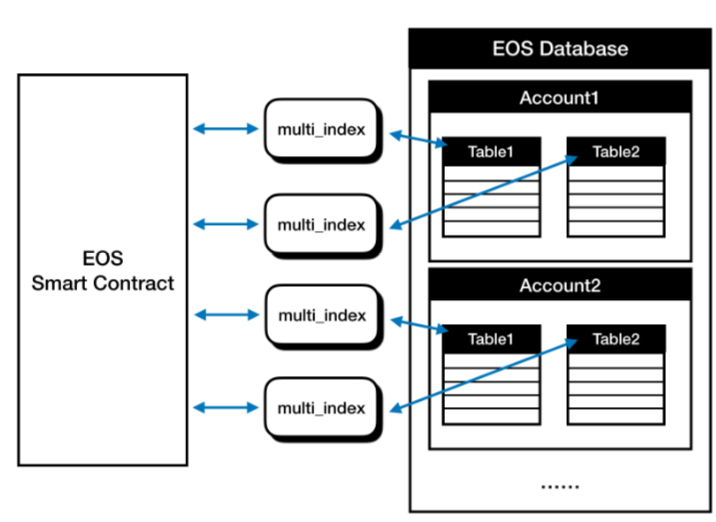 EOS Database
Account1
multi_index
Table1
Table2
multi_index
EOS
Smart Contract
Account2
multi_index
Table1
Table2
multi_index
......